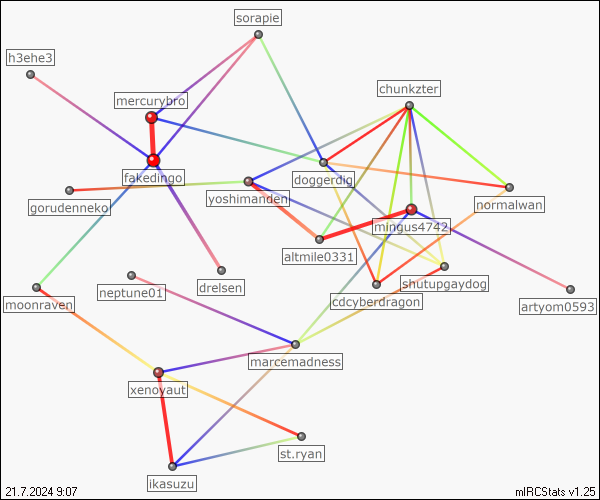 sorapie
h3ehe3
chunkzter
mercurybro
fakedingo
doggerdig
gorudenneko
yoshimanden
normalwan
mingus4742
altmile0331
drelsen
neptune01
shutupgaydog
cdcyberdragon
moonraven
artyom0593
marcemadness
xenoyaut
st.ryan
ikasuzu
21.7.2024 9:07
mIRCStats v1.25